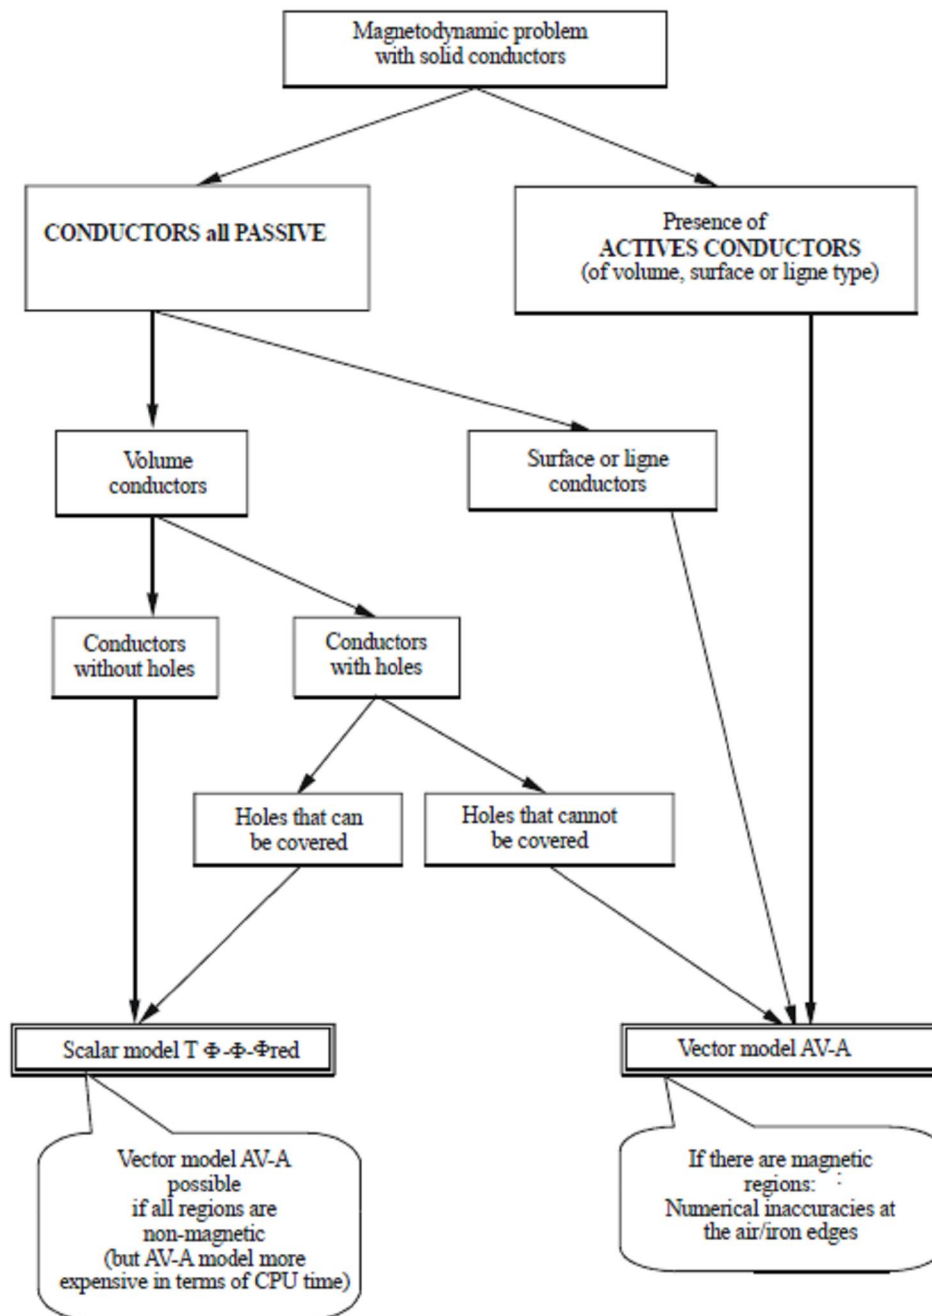 Magnetodynamic problem
with solid conductors
CONDUCTORS all PASSIVE
Presence of
ACTIVES CONDUCTORS
(of volume, surface or ligne type)
Volume
conductors
Surface or ligne
conductors
Conductors
without holes
Conductors
with holes
Holes that can
be covered
Holes that cannot
be covered
Scalar model T Φ-Φ-Φred
Vector model AV-A
Vector model AV-A
possible
if all regions are
non-magnetic
(but AV-A model more
expensive in terms of CPU time)
If there are magnetic
regions: :
Numerical inaccuracies at
the air/iron edges